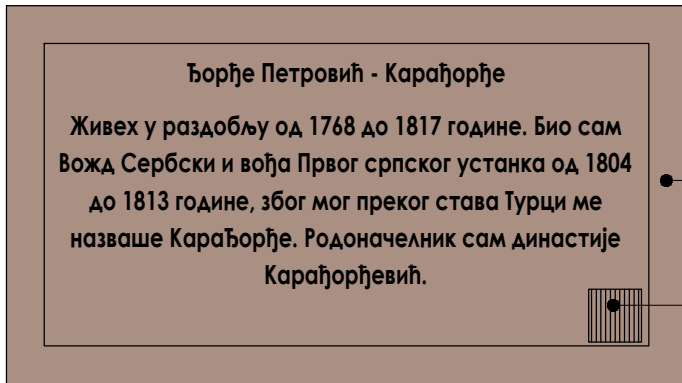 Ђорђе Петровић - Карађорђе
Живех у раздобљу од 1768 до 1817 године. Био сам
Вожд Сербски и вођа Првог српског устанка од 1804
до 1813 године, због мог преког става Турци ме
назваше КараЂорђе. Родоначелник сам династије
Карађорђевић.